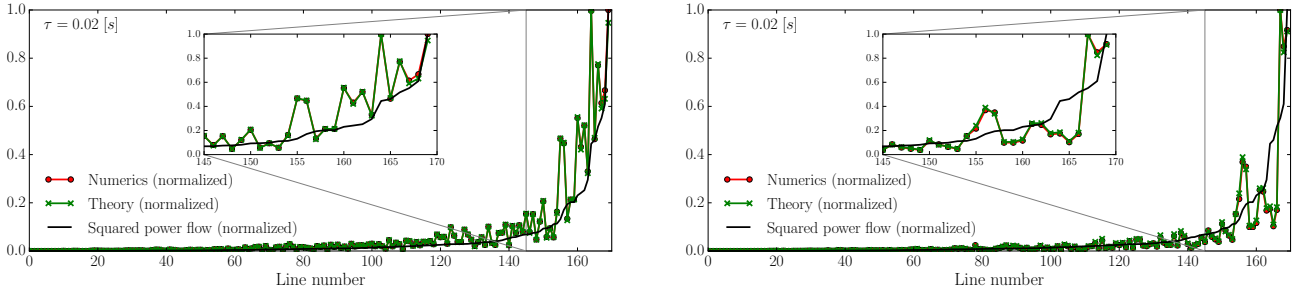 τ = 0.02 [s]
1.0
0.8
0.6
0.4
0.2
0.0
0 20 40 60 80 100 120 140 160
Line number
1.0
0.8
0.6
0.4
0.2
0.0
145 150 155 160 165 170
Numerics (normalized)
Theory (normalized)
Squared power flow (normalized)
τ = 0.02 [s]
1.0
0.8
0.6
0.4
0.2
0.0
0 20 40 60 80 100 120 140 160
Line number
1.0
0.8
0.6
0.4
0.2
0.0
145 150 155 160 165 170
Numerics (normalized)
Theory (normalized)
Squared power flow (normalized)